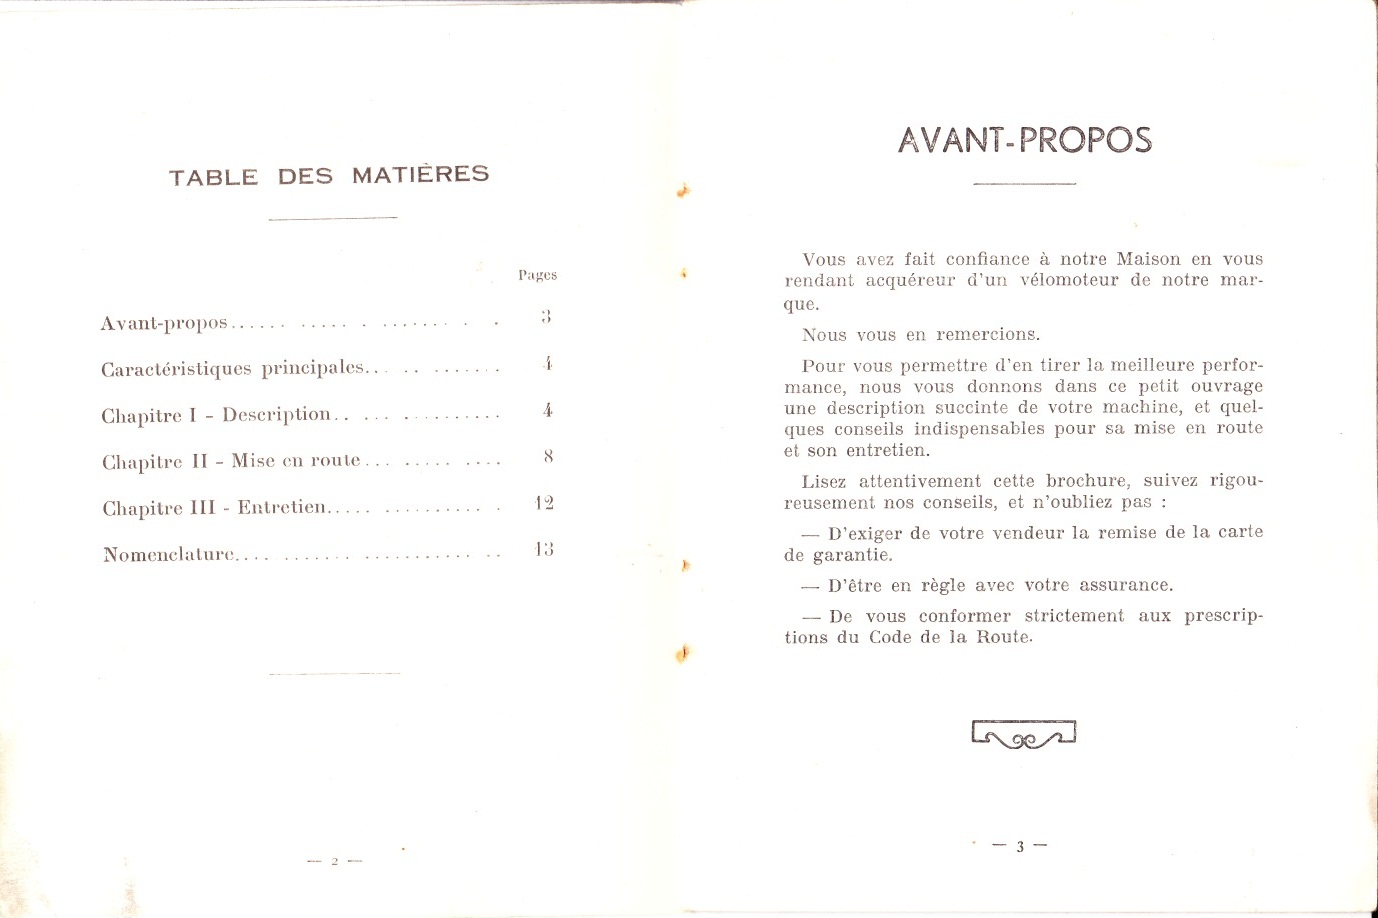 TABLE DES MATIÈRES
Pages
Avant-propos.................... 3
Caractéristiques principales............ 4
Chapitre I - Description............... 4
Chapitre II - Mise en route............ 8
Chapitre III - Entretien................ 12
Nomenclature........................ 13
— 2 —
AVANT-PROPOS
Vous avez fait confiance à notre Maison en vous
rendant acquéreur d'un vélomoteur de notre mar-
que.
Nous vous en remercions.
Pour vous permettre d'en tirer la meilleure perfor-
mance, nous vous donnons dans ce petit ouvrage
une description succinte de votre machine, et quel-
ques conseils indispensables pour sa mise en route
et son entretien.
Lisez attentivement cette brochure, suivez rigou-
reusement nos conseils, et n'oubliez pas :
— D'exiger de votre vendeur la remise de la carte
de garantie.
— D'être en règle avec votre assurance.
— De vous conformer strictement aux prescrip-
tions du Code de la Route.
— 3 —